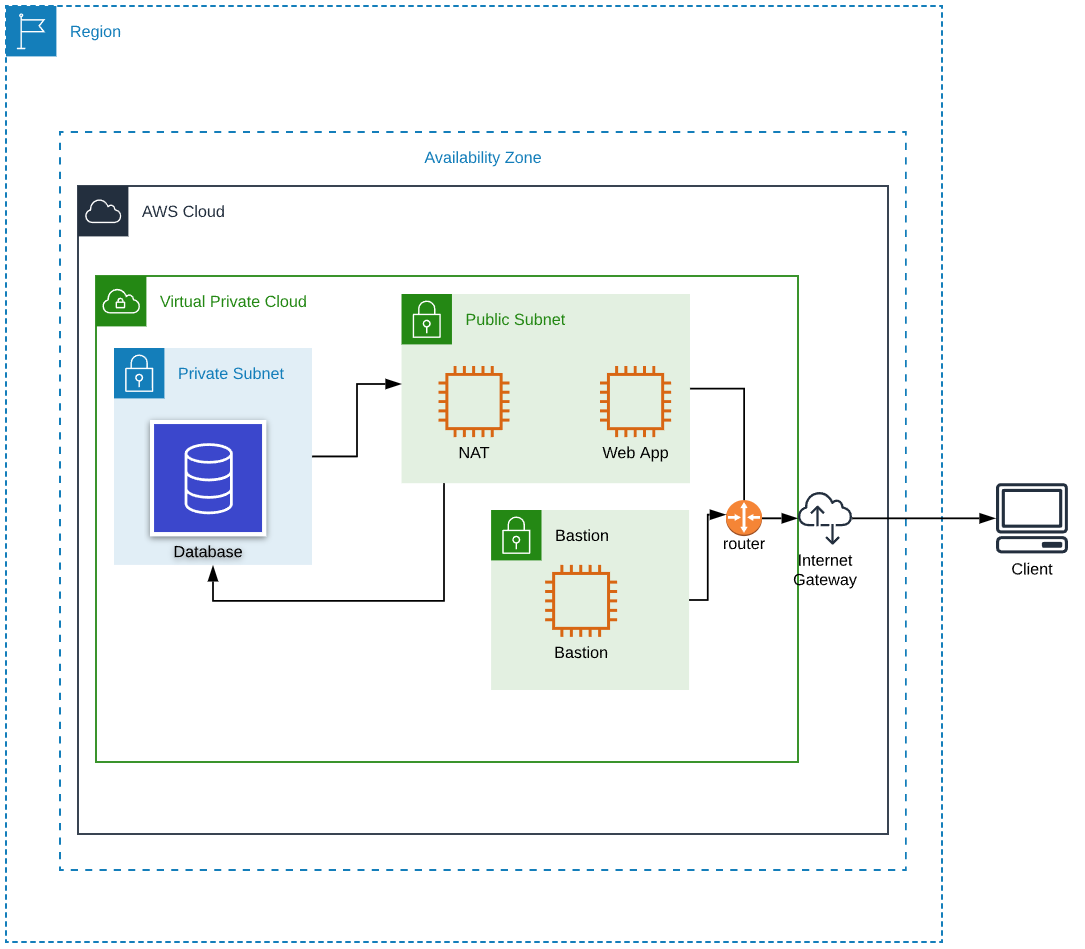 Region
Availability Zone
AWS Cloud
Virtual Private Cloud
Public Subnet
Private Subnet
NAT
Web App
Database
Bastion
Bastion
router
Internet
Gateway
Client